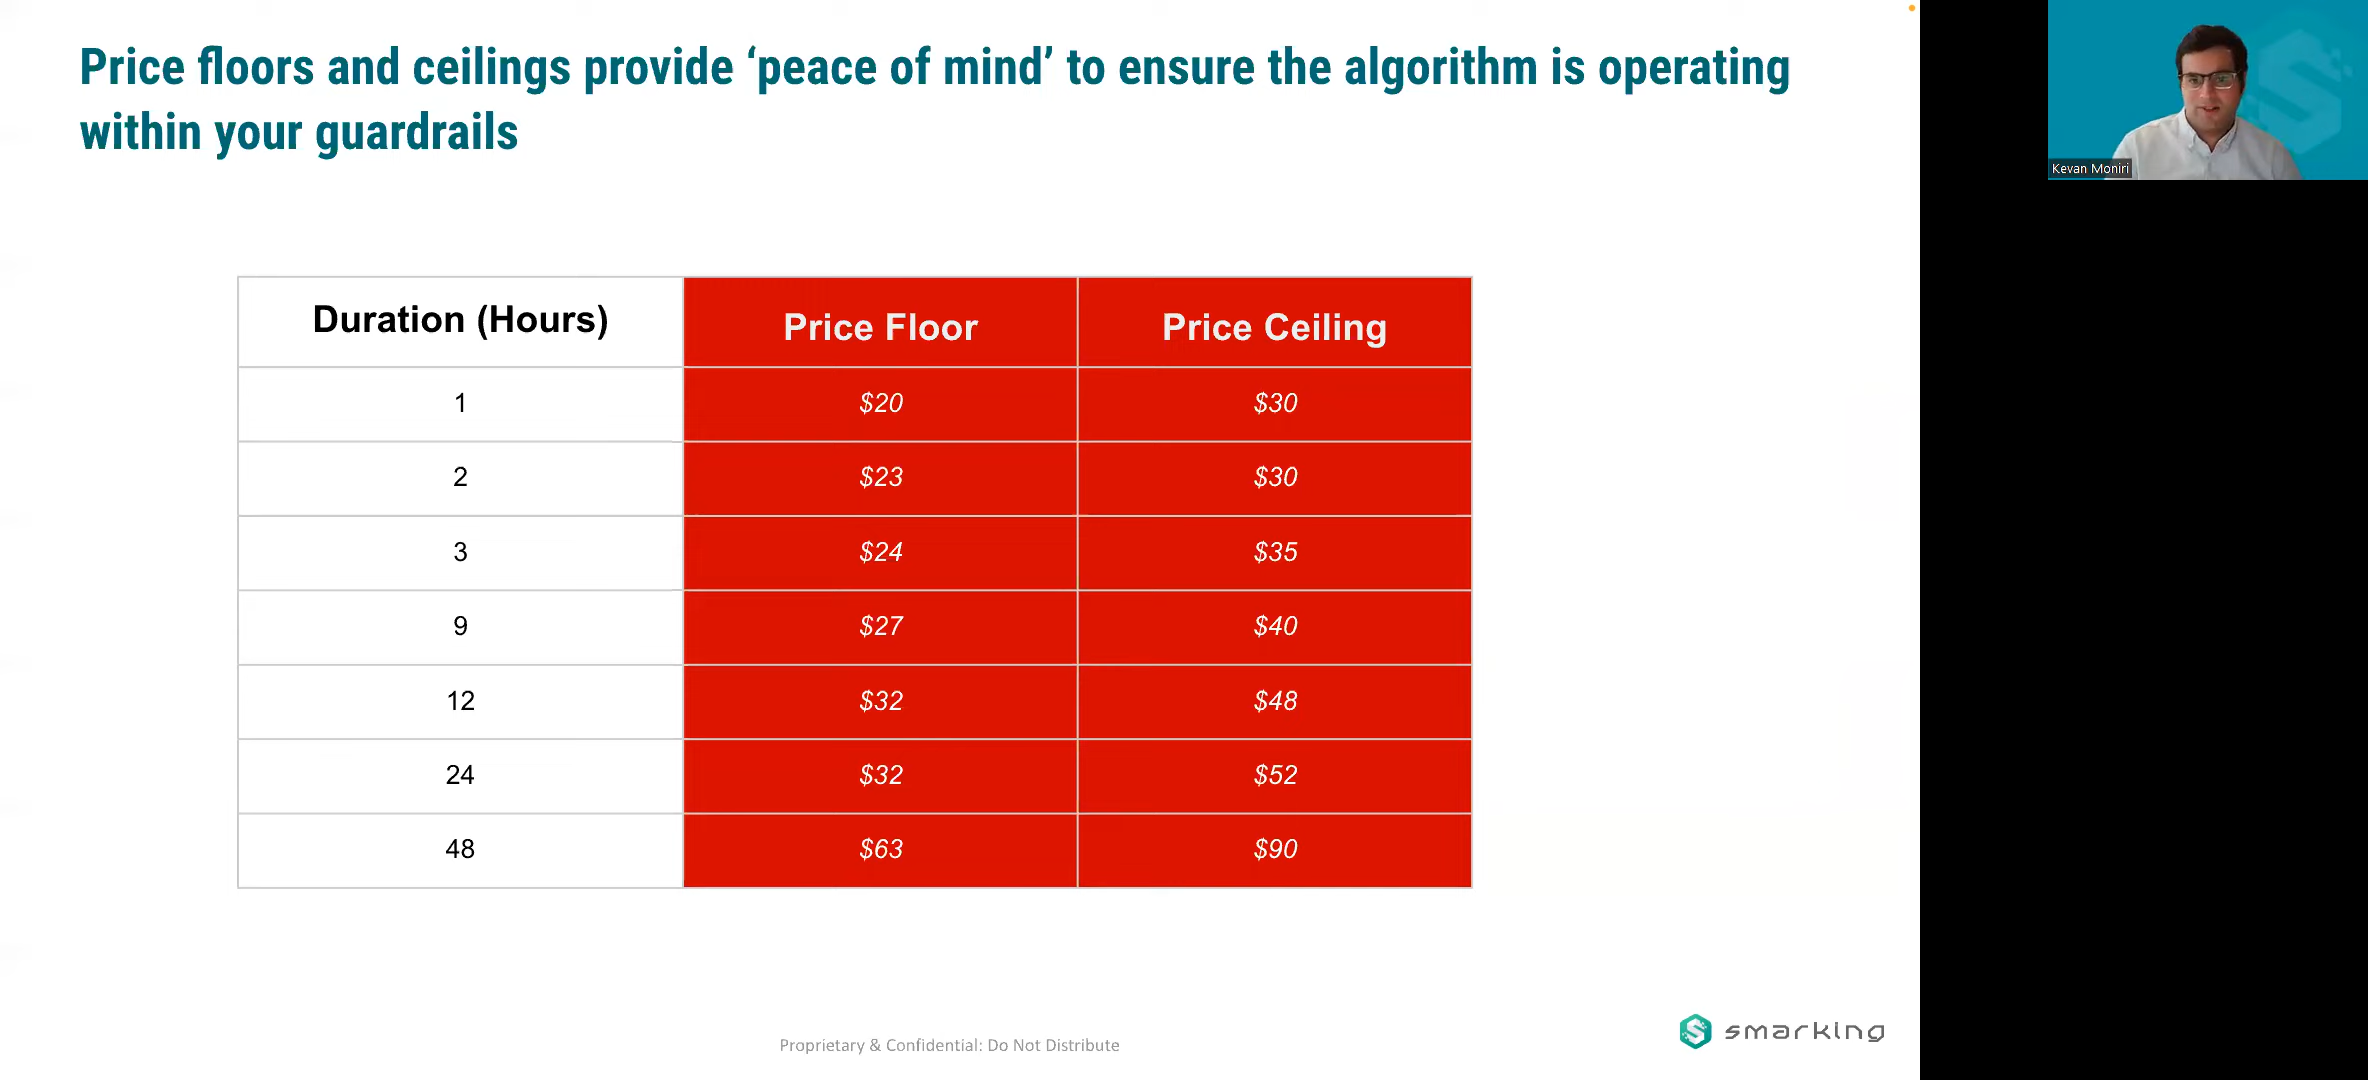 Price floors and ceilings provide ‘peace of mind’ to ensure the algorithm is operating
within your guardrails
Kevan Moniri
Duration (Hours) Price Floor Price Ceiling
1 $20 $30
2 $23 $30
3 $24 $35
9 $27 $40
12 $32 $48
24 $32 $52
48 $63 $90
Proprietary & Confidential: Do Not Distribute
smarking